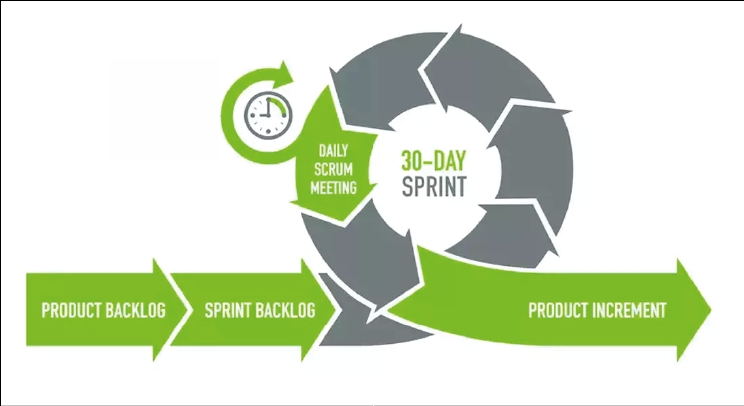 DAILY
SCRUM
MEETING
30-DAY
SPRINT
PRODUCT BACKLOG
SPRINT BACKLOG
PRODUCT INCREMENT